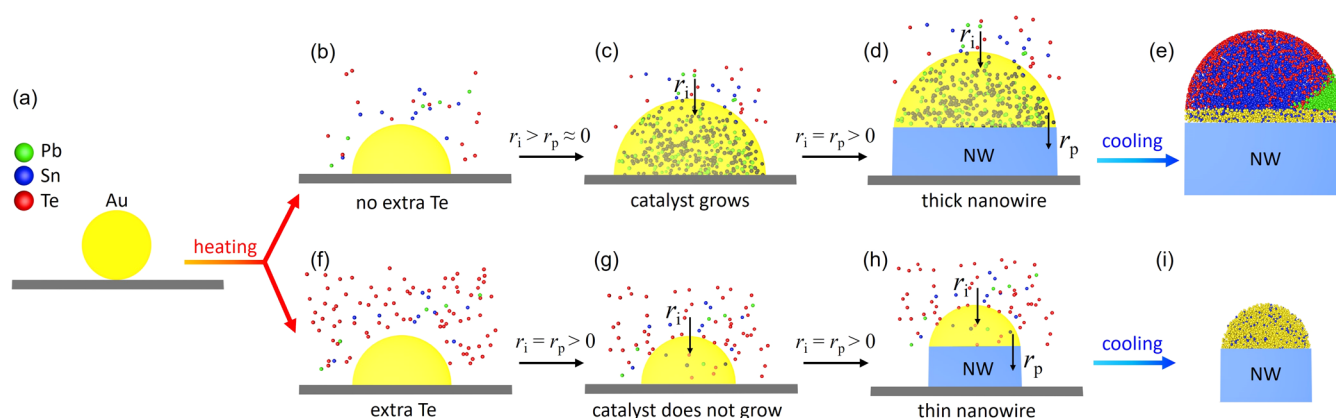 (a)
Pb
Sn
Te
Au
heating
(b)
no extra Te
r_i > r_p ≈ 0
(c)
r_i
catalyst grows
r_i = r_p > 0
(d)
r_i
NW
r_p
thick nanowire
cooling
(e)
NW
(f)
extra Te
r_i = r_p > 0
(g)
r_i
catalyst does not grow
r_i = r_p > 0
(h)
r_i
NW
r_p
thin nanowire
cooling
(i)
NW